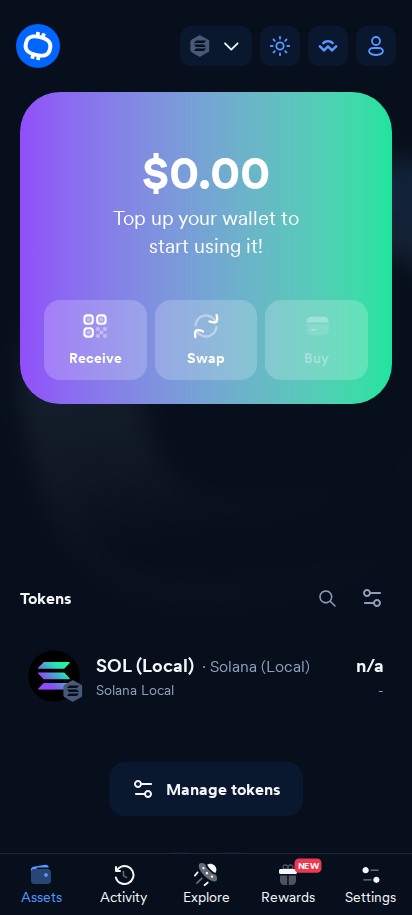 $0.00
Top up your wallet to
start using it!
Receive
Swap
Buy
Tokens
SOL (Local) · Solana (Local) n/a
Solana Local -
Manage tokens
NEW
Assets
Activity
Explore
Rewards
Settings